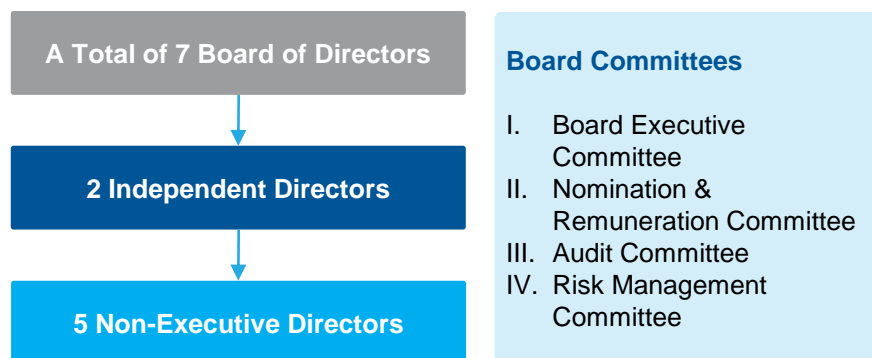 A Total of 7 Board of Directors
2 Independent Directors
5 Non-Executive Directors
Board Committees
I. Board Executive
Committee
II. Nomination &
Remuneration Committee
III. Audit Committee
IV. Risk Management
Committee